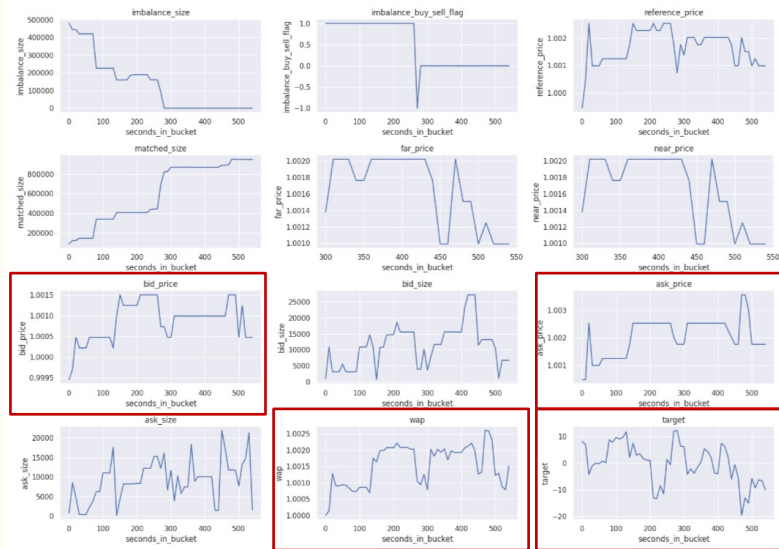 imbalance_size
imbalance_buy_sell_flag
reference_price
500000
400000
300000
200000
100000
0
imbalance_size
0 100 200 300 400 500
seconds_in_bucket
1.0
0.5
0.0
−0.5
−1.0
imbalance_buy_sell_flag
0 100 200 300 400 500
seconds_in_bucket
1.002
1.001
1.000
reference_price
0 100 200 300 400 500
seconds_in_bucket
matched_size
far_price
near_price
8000000
6000000
4000000
2000000
matched_size
0 100 200 300 400 500
seconds_in_bucket
1.0020
1.0018
1.0016
1.0014
1.0012
1.0010
far_price
300 350 400 450 500 550
seconds_in_bucket
1.0020
1.0018
1.0016
1.0014
1.0012
1.0010
near_price
300 350 400 450 500 550
seconds_in_bucket
bid_price
bid_size
ask_price
1.0015
1.0010
1.0005
1.0000
0.9995
bid_price
0 100 200 300 400 500
seconds_in_bucket
25000
20000
15000
10000
5000
0
bid_size
0 100 200 300 400 500
seconds_in_bucket
1.003
1.002
1.001
ask_price
0 100 200 300 400 500
seconds_in_bucket
ask_size
wap
target
20000
15000
10000
5000
0
ask_size
0 100 200 300 400 500
seconds_in_bucket
1.0025
1.0020
1.0015
1.0010
1.0005
1.0000
wap
0 100 200 300 400 500
seconds_in_bucket
10
0
−10
−20
target
0 100 200 300 400 500
seconds_in_bucket